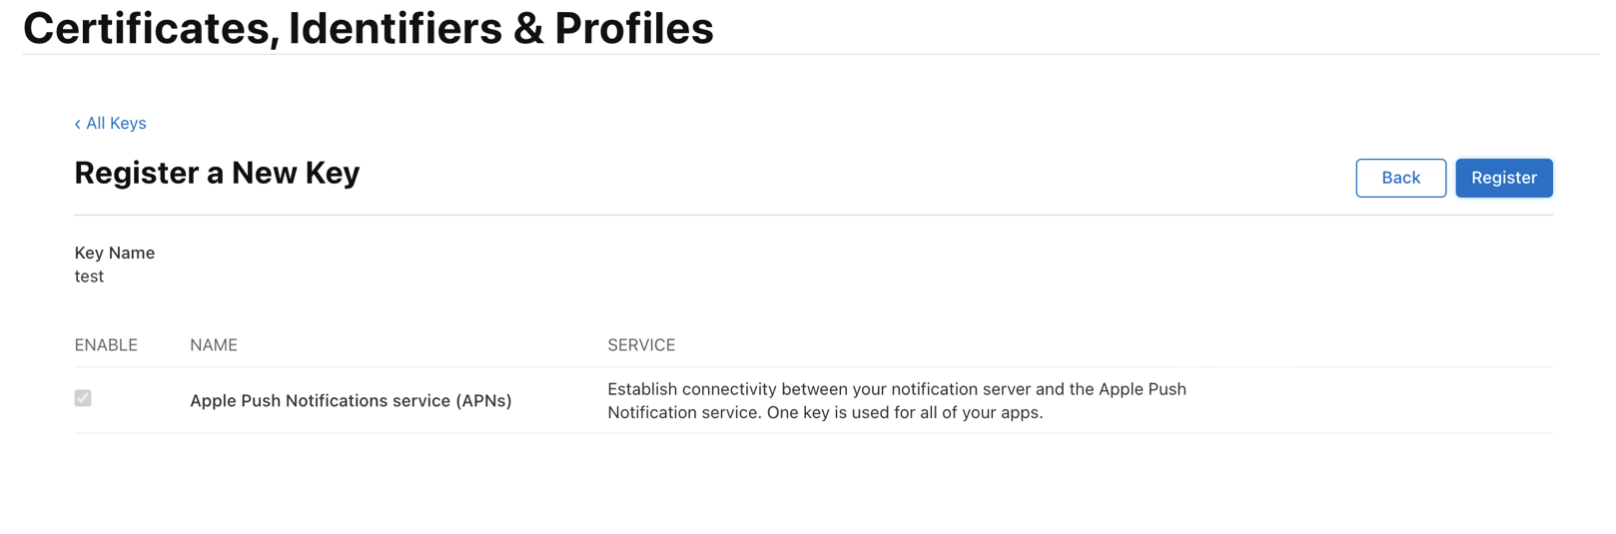 Certificates, Identifiers & Profiles
‹ All Keys
Register a New Key
Back
Register
Key Name
test
ENABLE NAME SERVICE
Apple Push Notifications service (APNs)
Establish connectivity between your notification server and the Apple Push
Notification service. One key is used for all of your apps.